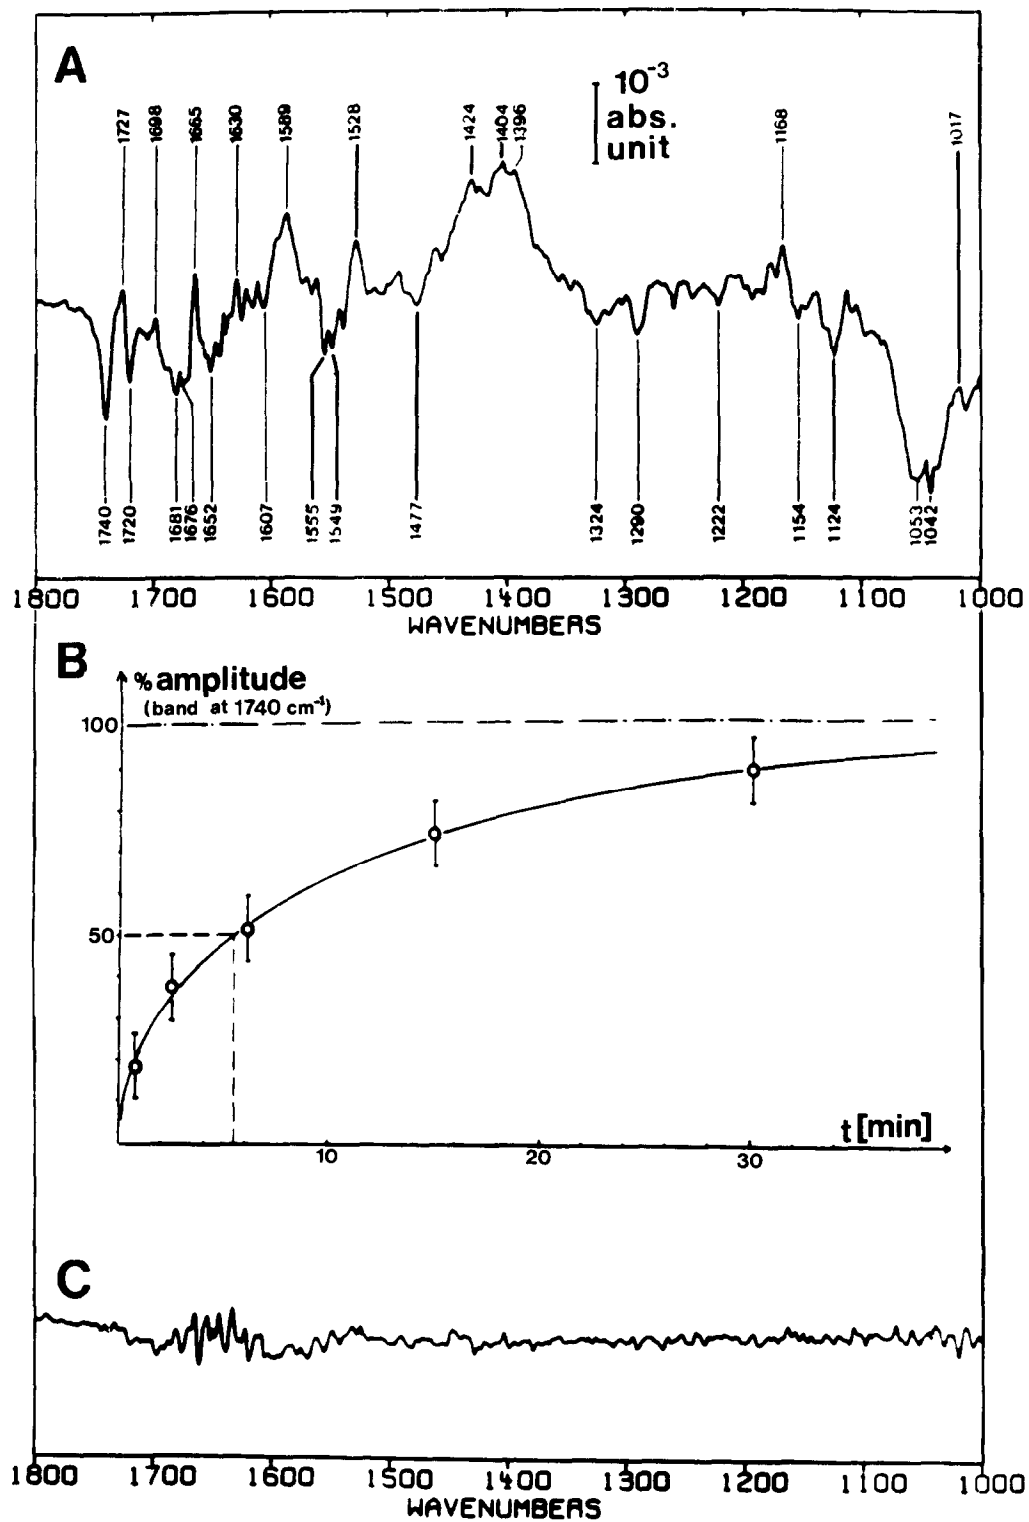 A
10⁻³
abs.
unit
1727
1698
1665
1630
1589
1528
1424
1404
1396
1168
1017
1740
1720
1681
1676
1652
1607
1555
1549
1477
1324
1290
1222
1154
1124
1053
1042
1800 1700 1600 1500 1400 1300 1200 1100 1000
WAVENUMBERS
B
% amplitude
(band at 1740 cm⁻¹)
100
50
t [min]
10 20 30
C
1800 1700 1600 1500 1400 1300 1200 1100 1000
WAVENUMBERS